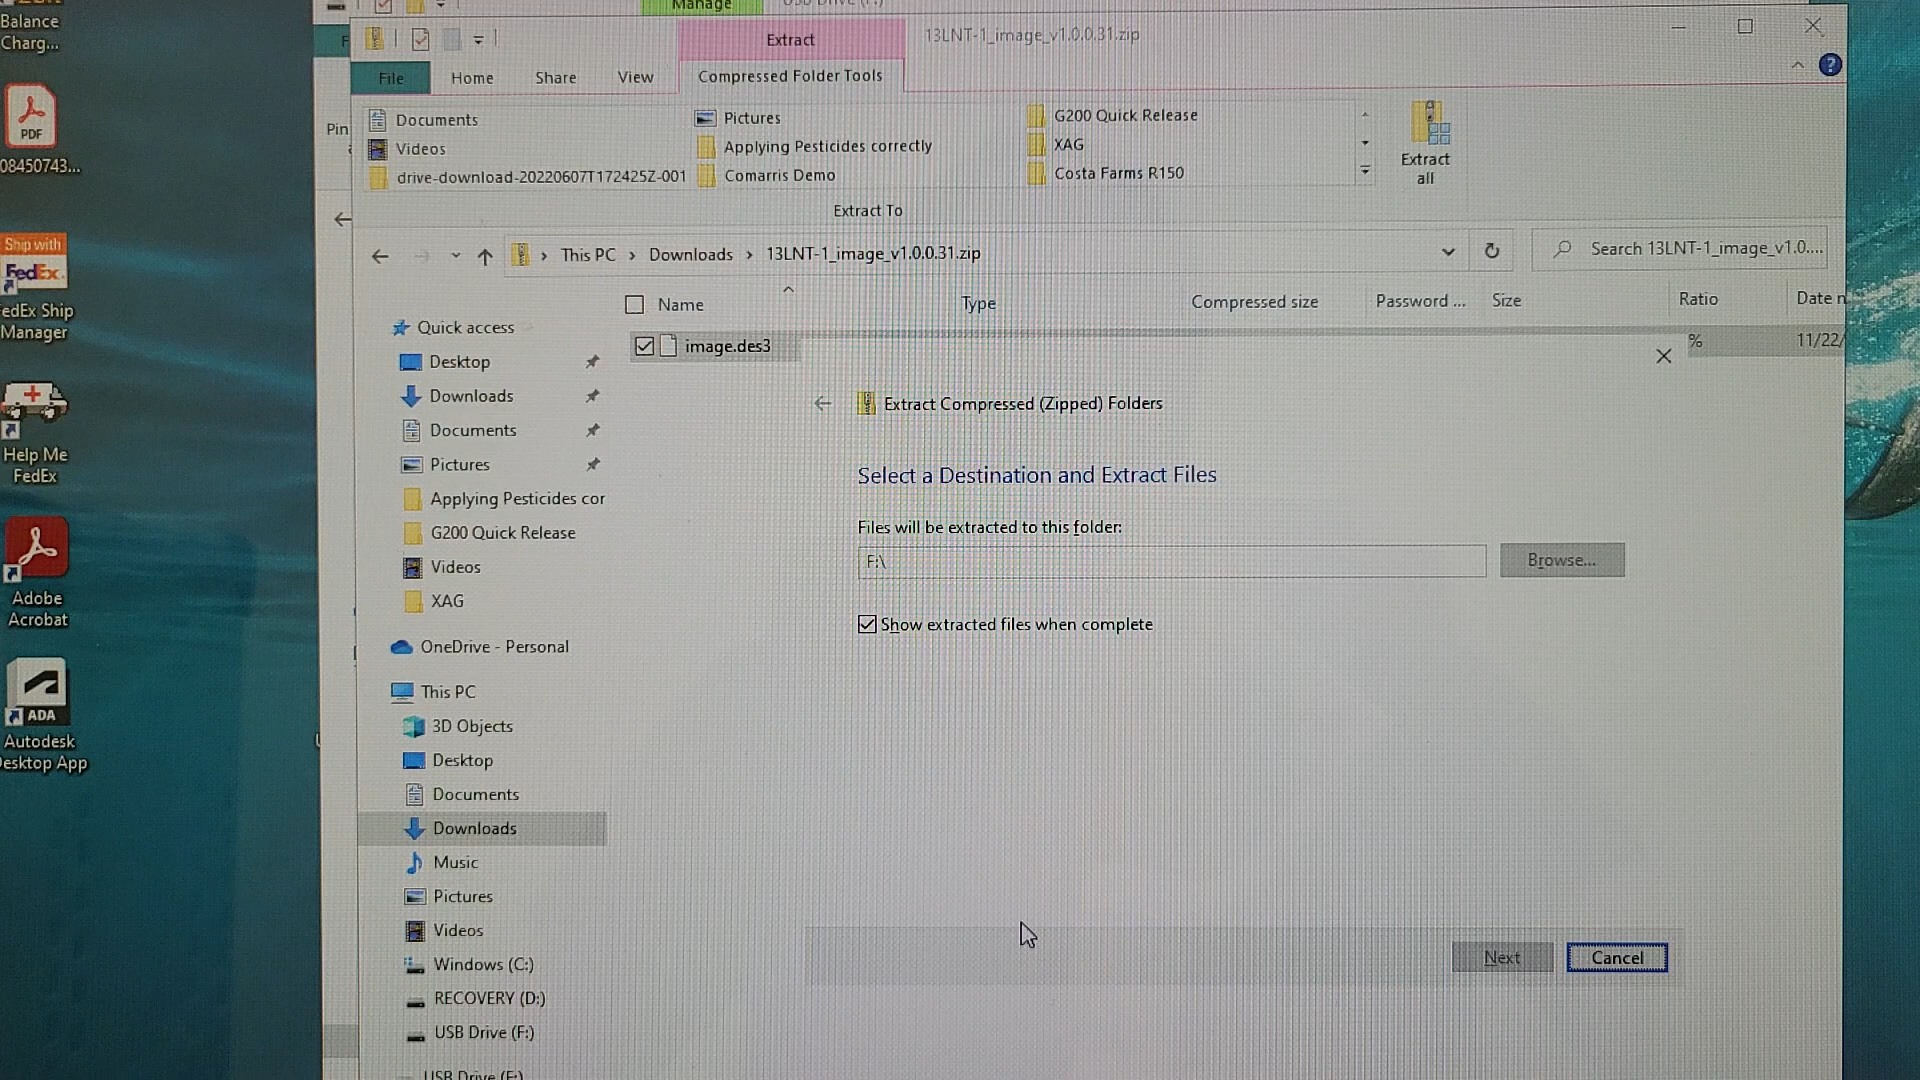 Balance
Charg...
PDF
08450743...
Ship with
FedEx
edEx Ship
Manager
Help Me
FedEx
Adobe
Acrobat
ADA
Autodesk
esktop App
Manage
F
Pin
Extract
13LNT-1_image_v1.0.0.31.zip
File
Home
Share
View
Compressed Folder Tools
?
Documents
Pictures
G200 Quick Release
Videos
Applying Pesticides correctly
XAG
drive-download-20220607T172425Z-001
Comarris Demo
Costa Farms R150
Extract
all
Extract To
This PC
Downloads
13LNT-1_image_v1.0.0.31.zip
Search 13LNT-1_image_v1.0....
Name
Type
Compressed size
Password ...
Size
Ratio
Date n
image.des3
%
11/22/
Quick access
Desktop
Downloads
Documents
Pictures
Applying Pesticides cor
G200 Quick Release
Videos
XAG
OneDrive - Personal
This PC
3D Objects
Desktop
Documents
Downloads
Music
Pictures
Videos
Windows (C:)
RECOVERY (D:)
USB Drive (F:)
USB Drive (F:)
Extract Compressed (Zipped) Folders
Select a Destination and Extract Files
Files will be extracted to this folder:
F:\
Browse...
Show extracted files when complete
Next
Cancel